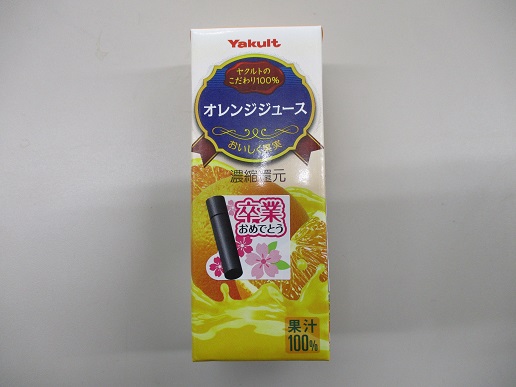 Yakult
ヤクルトの
こだわり100%
オレンジジュース
おいしく果実
濃縮還元
卒業
おめでとう
果汁
100%